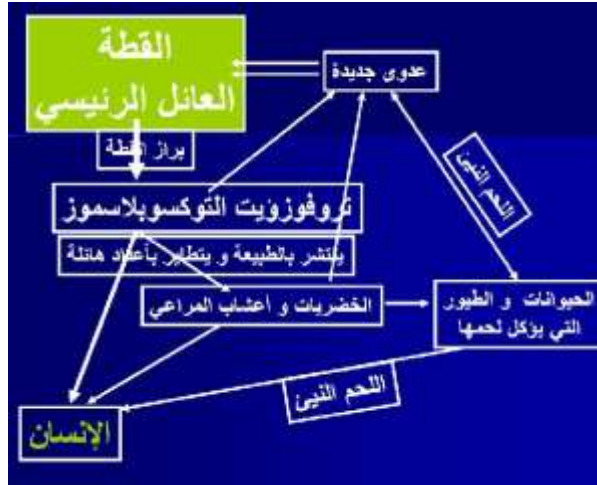 القطة
العائل الرئيسي
عدوى جديدة
براز القطة
اللحم النيئ
تروفوزويت التوكسوبلاسموز
ينتشر بالطبيعة و يتطاير بأعداد هائلة
الخضريات و أعشاب المراعي
الحيوانات و الطيور
التي يؤكل لحمها
اللحم النيئ
الإنسان